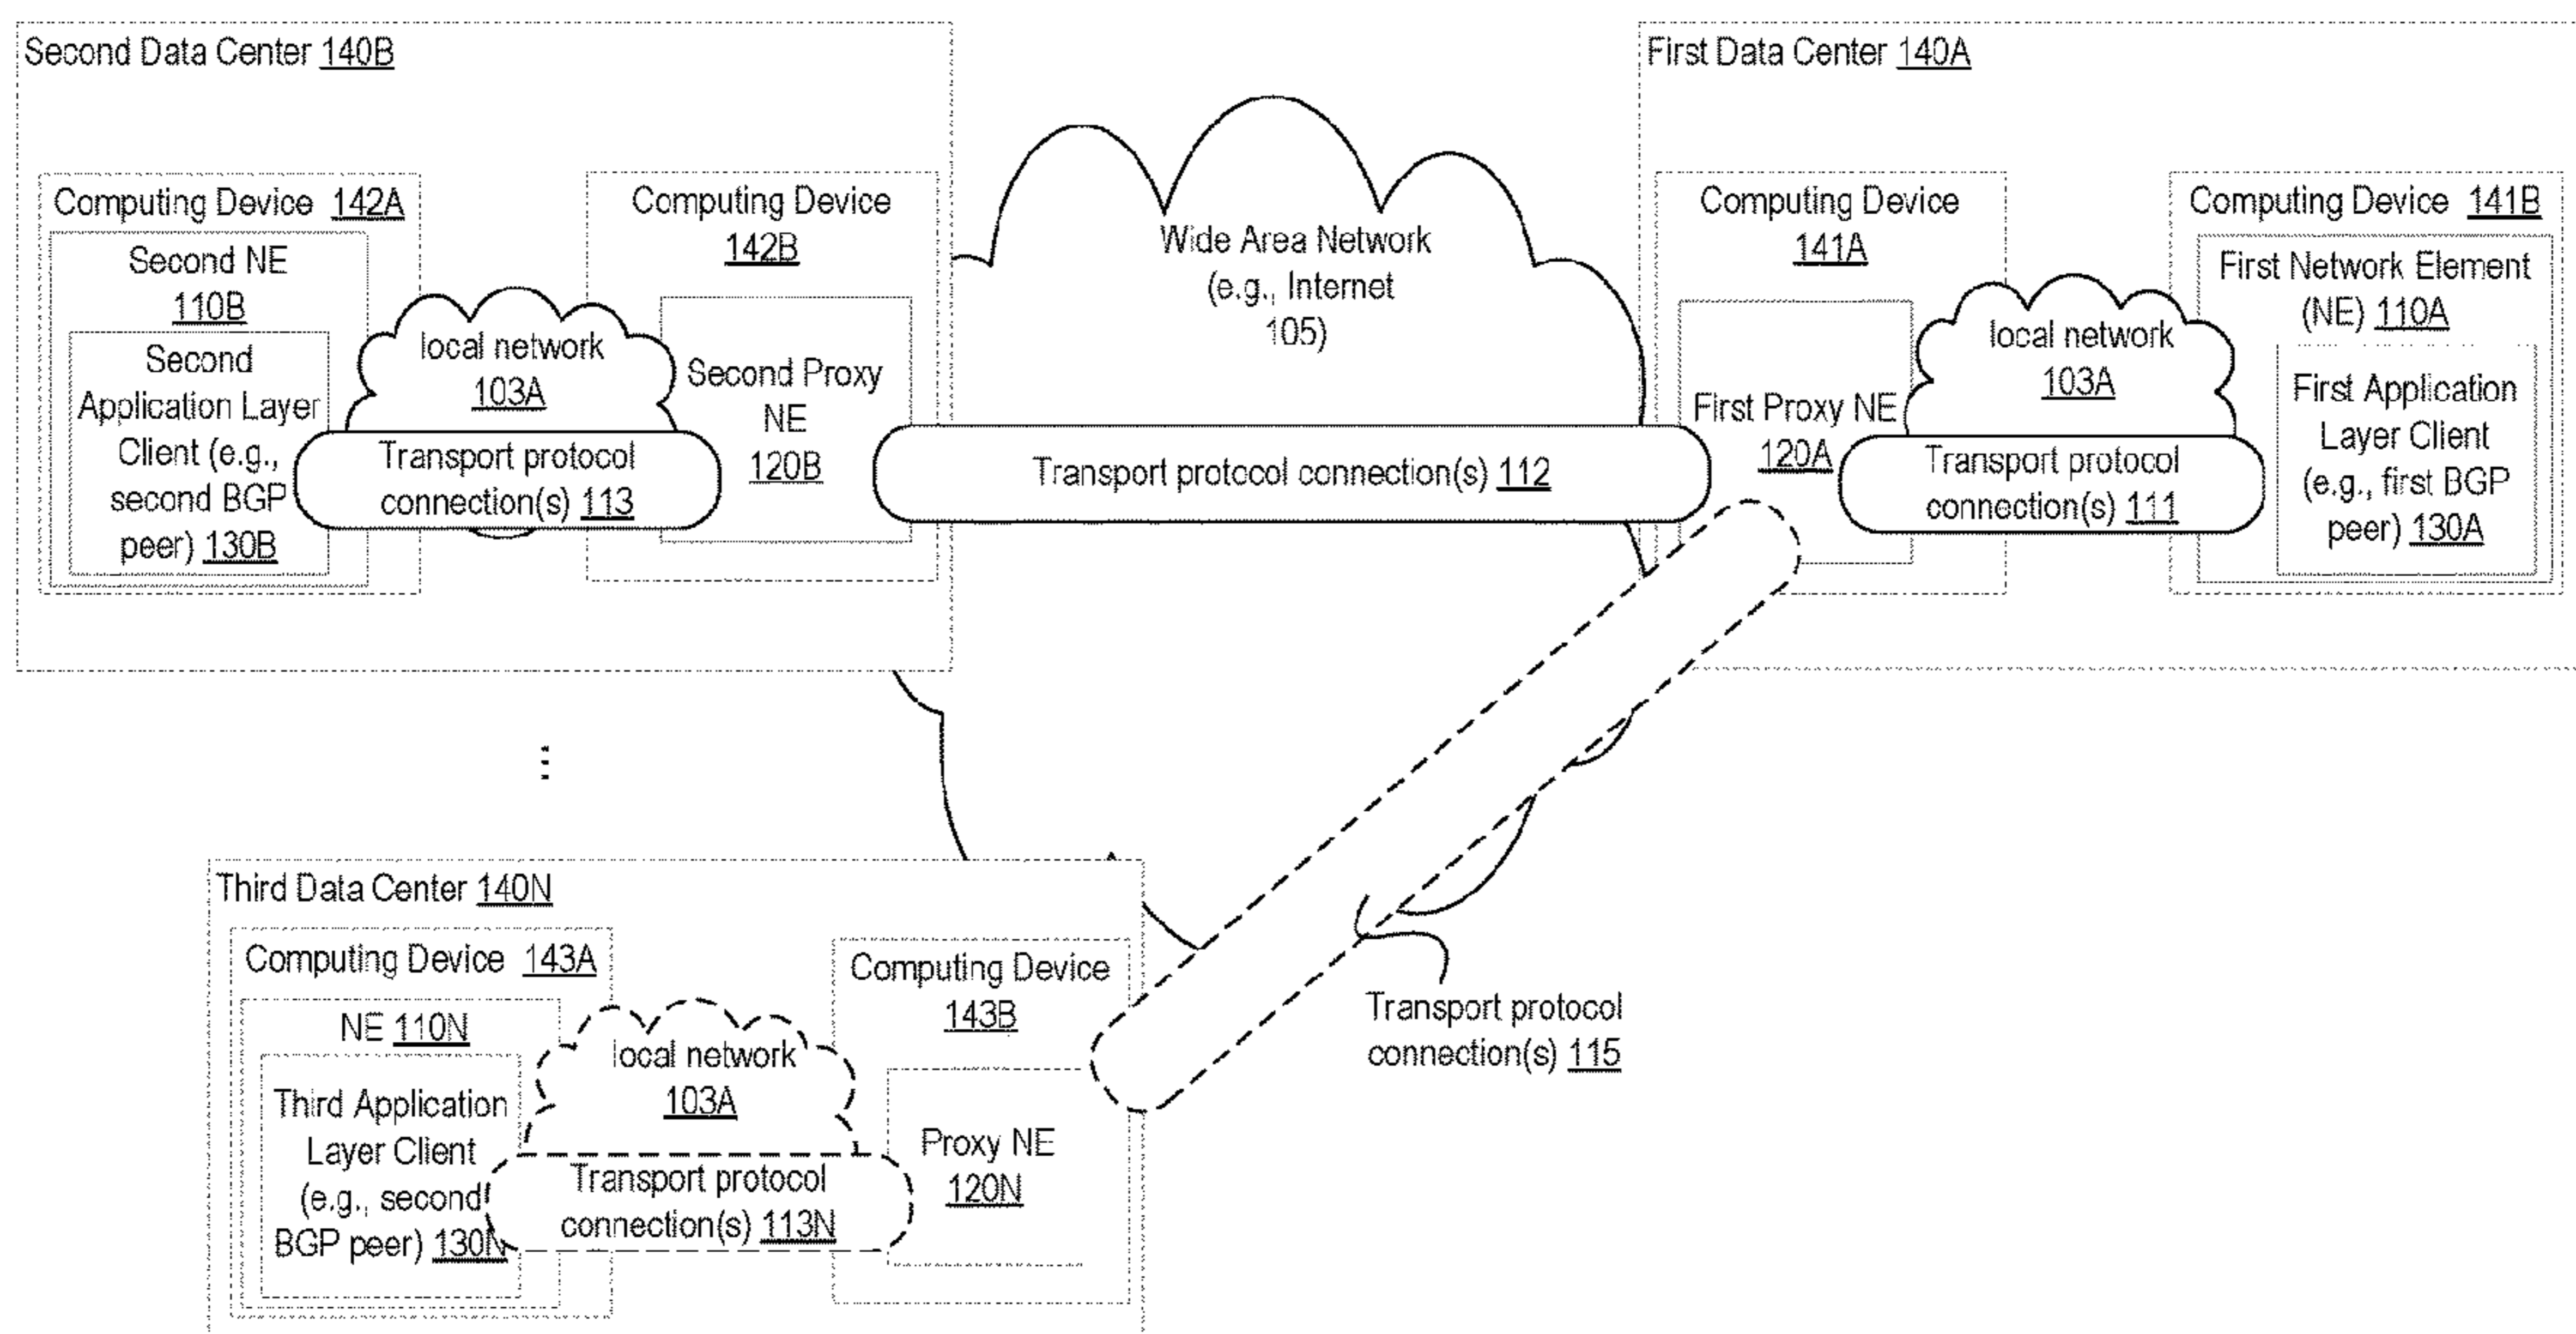 Second Data Center 140B
Computing Device 142A
Second NE
110B
Second
Application Layer
Client (e.g.,
second BGP
peer) 130B
local network
103A
Transport protocol
connection(s) 113
Computing Device
142B
Second Proxy
NE
120B
Wide Area Network
(e.g., Internet
105)
Transport protocol connection(s) 112
First Data Center 140A
Computing Device
141A
First Proxy NE
120A
local network
103A
Transport protocol
connection(s) 111
Computing Device 141B
First Network Element
(NE) 110A
First Application
Layer Client
(e.g., first BGP
peer) 130A
...
Third Data Center 140N
Computing Device 143A
NE 110N
Third Application
Layer Client
(e.g., second
BGP peer) 130N
local network
103A
Transport protocol
connection(s) 113N
Computing Device
143B
Proxy NE
120N
Transport protocol
connection(s) 115